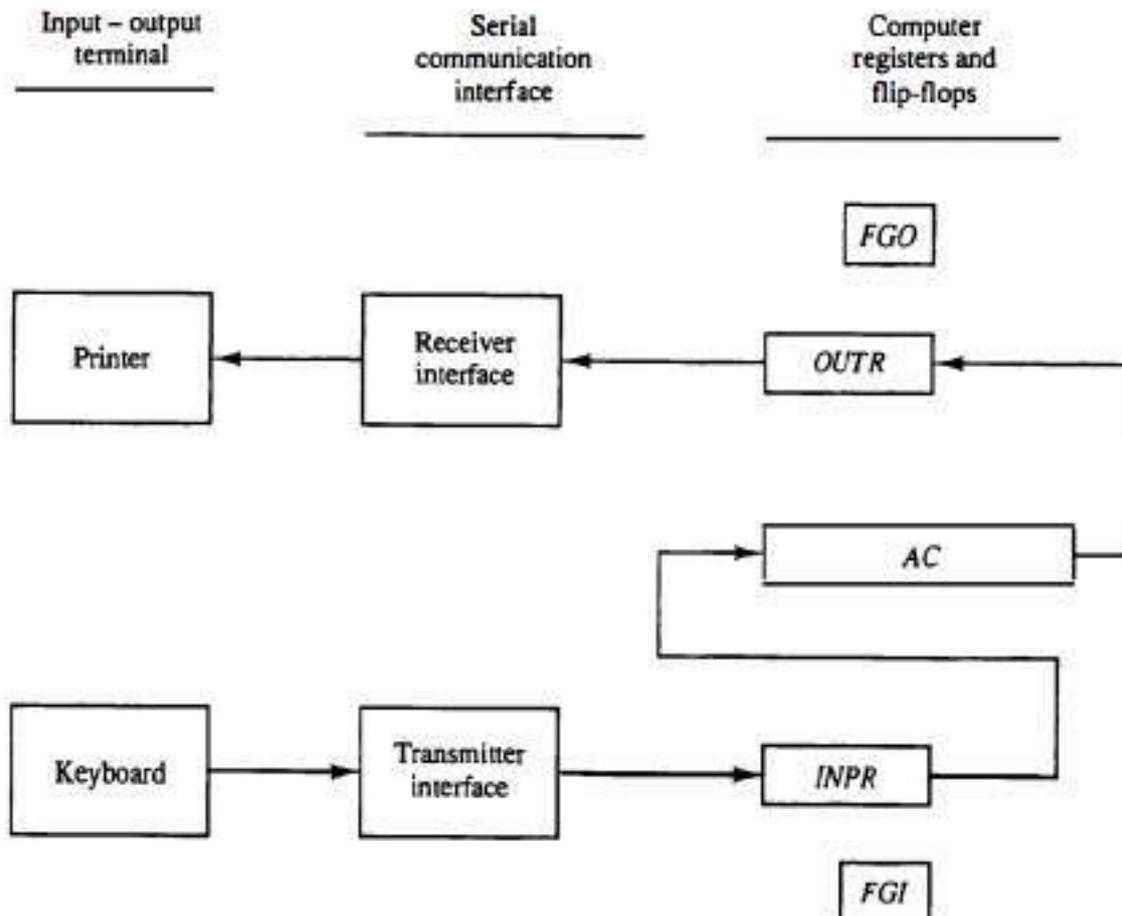 Input – output
terminal
Serial
communication
interface
Computer
registers and
flip-flops
FGO
Printer
Receiver
interface
OUTR
AC
Keyboard
Transmitter
interface
INPR
FGI